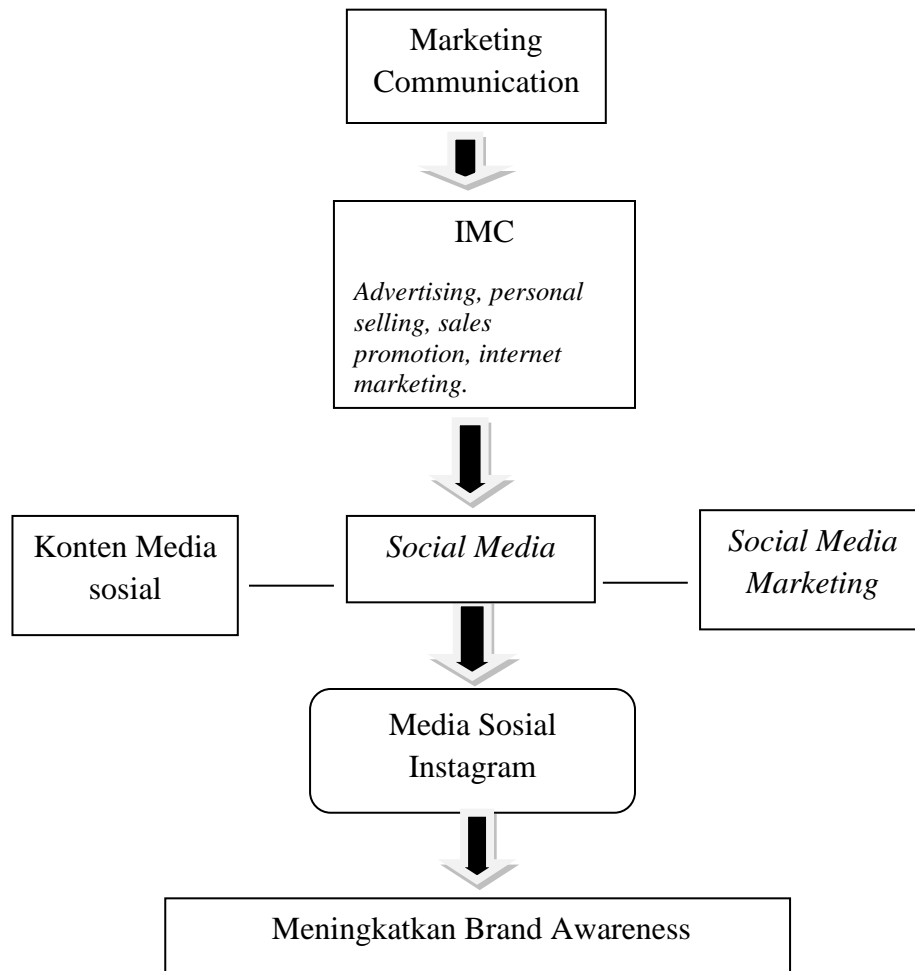 Marketing
Communication
IMC
Advertising, personal
selling, sales
promotion, internet
marketing.
Konten Media
sosial
Social Media
Social Media
Marketing
Media Sosial
Instagram
Meningkatkan Brand Awareness